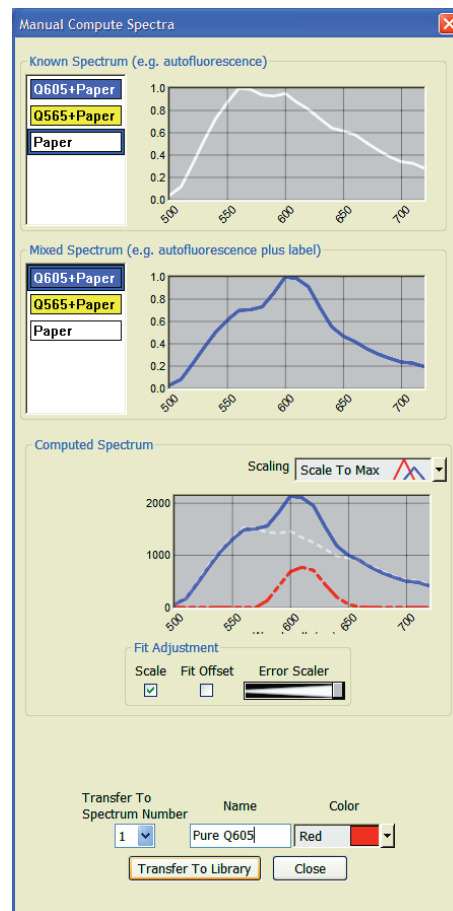 Manual Compute Spectra
Known Spectrum (e.g. autofluorescence)
Q605+Paper
Q565+Paper
Paper
1.0
0.8
0.6
0.4
0.2
0.0
500
550
600
650
700
Mixed Spectrum (e.g. autofluorescence plus label)
Q605+Paper
Q565+Paper
Paper
1.0
0.8
0.6
0.4
0.2
0.0
500
550
600
650
700
Computed Spectrum
Scaling Scale To Max
2000
1000
0
500
550
600
650
700
Fit Adjustment
Scale Fit Offset Error Scaler
Transfer To
Spectrum Number Name Color
1 Pure Q605 Red
Transfer To Library Close